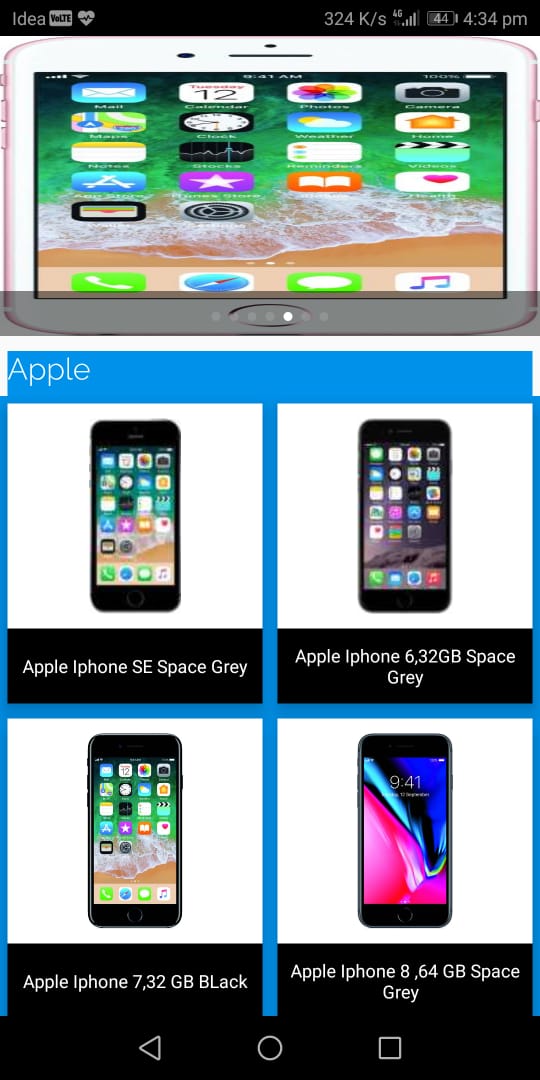 Idea VoLTE 324 K/s 4G 44 4:34 pm
9:41 AM 100%
Tuesday
12
Mail Calendar Photos Camera
Maps Clock Weather Home
Notes Stocks Reminders Videos
App Store iTunes Store iBooks Health
Wallet Settings
Apple
Apple Iphone SE Space Grey
Apple Iphone 6,32GB Space
Grey
12
9:41
Apple Iphone 7,32 GB BLack
Apple Iphone 8 ,64 GB Space
Grey